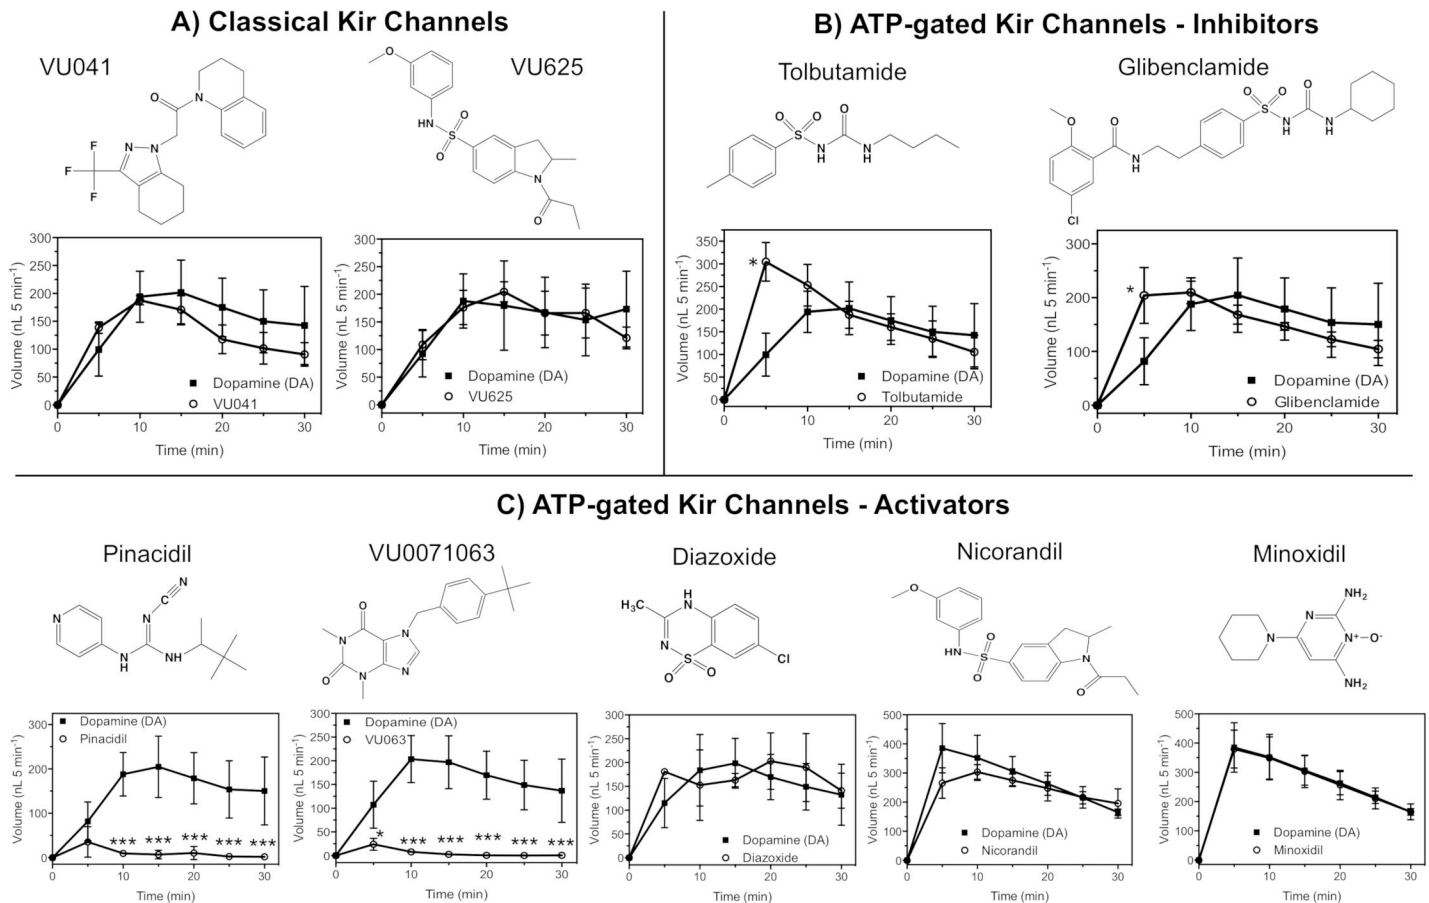 A) Classical Kir Channels
VU041
VU625
O
N
F
F
F
N
N
O
HN
S
O
O
N
O
300
250
200
150
100
50
0
Volume (nL 5 min-1)
Dopamine (DA)
VU041
0 10 20 30
Time (min)
300
250
200
150
100
50
0
Volume (nL 5 min-1)
Dopamine (DA)
VU625
0 10 20 30
Time (min)
B) ATP-gated Kir Channels - Inhibitors
Tolbutamide
Glibenclamide
O O O
S
N
H
N
H
O
O
N
H
Cl
O O O
S
N
H
N
H
350
300
250
200
150
100
50
0
Volume (nL 5 min-1)
*
Dopamine (DA)
Tolbutamide
0 10 20 30
Time (min)
300
200
100
0
Volume (nL 5 min-1)
*
Dopamine (DA)
Glibenclamide
0 10 20 30
Time (min)
C) ATP-gated Kir Channels - Activators
Pinacidil
VU0071063
Diazoxide
Nicorandil
Minoxidil
N
N
C
N
N
H
NH
O
N
N
O
N
N
H3C
H
N
N
S
O O
Cl
O
HN
O
S
O
N
O
N
N
NH2
N+ O-
NH2
300
200
100
0
Volume (nL 5 min-1)
Dopamine (DA)
Pinacidil
*** *** *** *** ***
0 10 20 30
Time (min)
300
250
200
150
100
50
0
Volume (nL 5 min-1)
Dopamine (DA)
VU063
* *** *** *** *** ***
0 10 20 30
Time (min)
300
250
200
150
100
50
0
Volume (nL 5 min-1)
Dopamine (DA)
Diazoxide
0 10 20 30
Time (min)
500
400
300
200
100
0
Volume (nL 5 min-1)
Dopamine (DA)
Nicorandil
0 10 20 30
Time (min)
500
400
300
200
100
0
Volume (nL 5 min-1)
Dopamine (DA)
Minoxidil
0 10 20 30
Time (min)